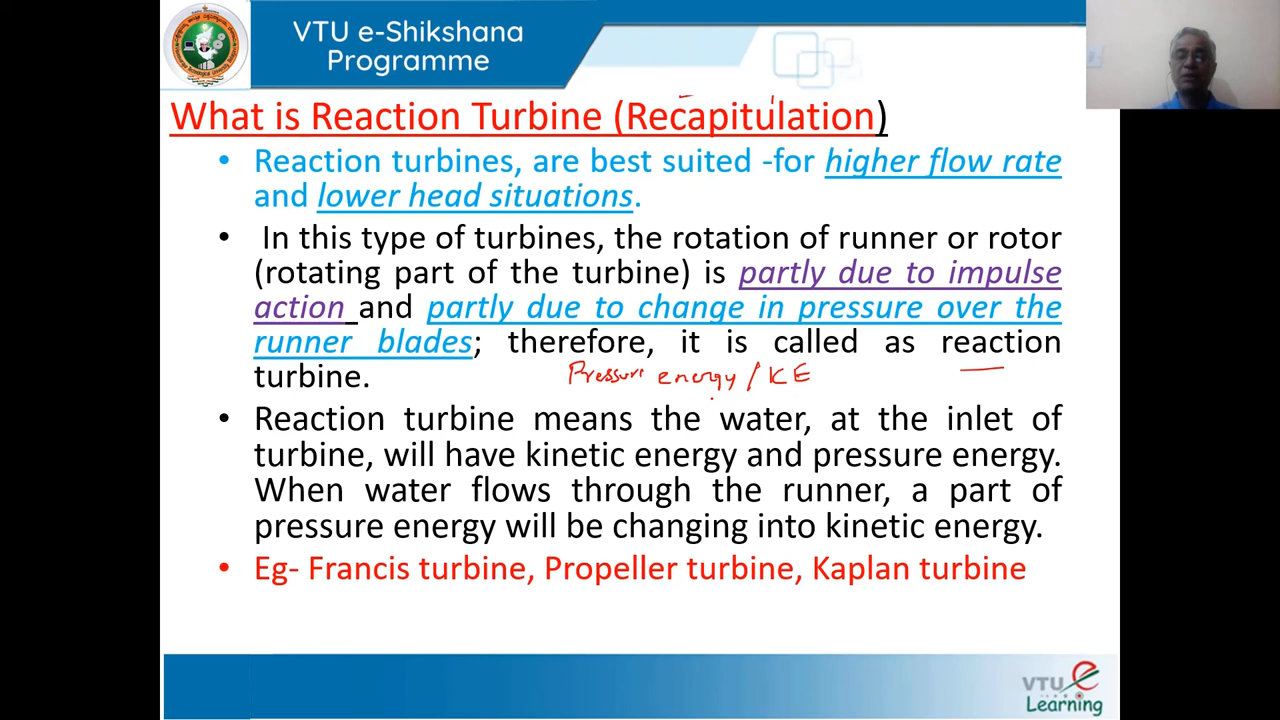 VTU e-Shikshana
Programme
What is Reaction Turbine (Recapitulation)
• Reaction turbines, are best suited -for higher flow rate
and lower head situations.
• In this type of turbines, the rotation of runner or rotor
(rotating part of the turbine) is partly due to impulse
action and partly due to change in pressure over the
runner blades; therefore, it is called as reaction
turbine.
Pressure energy / KE
• Reaction turbine means the water, at the inlet of
turbine, will have kinetic energy and pressure energy.
When water flows through the runner, a part of
pressure energy will be changing into kinetic energy.
• Eg- Francis turbine, Propeller turbine, Kaplan turbine
VTU e
Learning